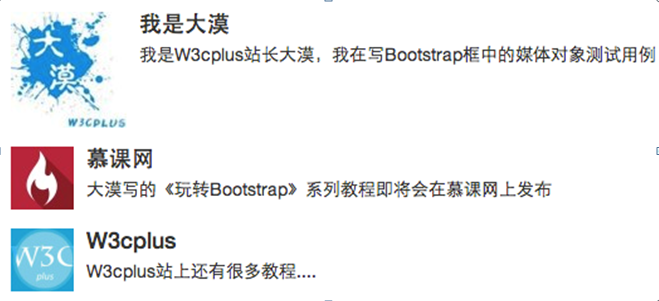 大漠
W3CPLUS
我是大漠
我是W3cplus站长大漠，我在写Bootstrap框中的媒体对象测试用例
慕课网
大漠写的《玩转Bootstrap》系列教程即将会在慕课网上发布
W3C
plus
W3cplus
W3cplus站上还有很多教程....